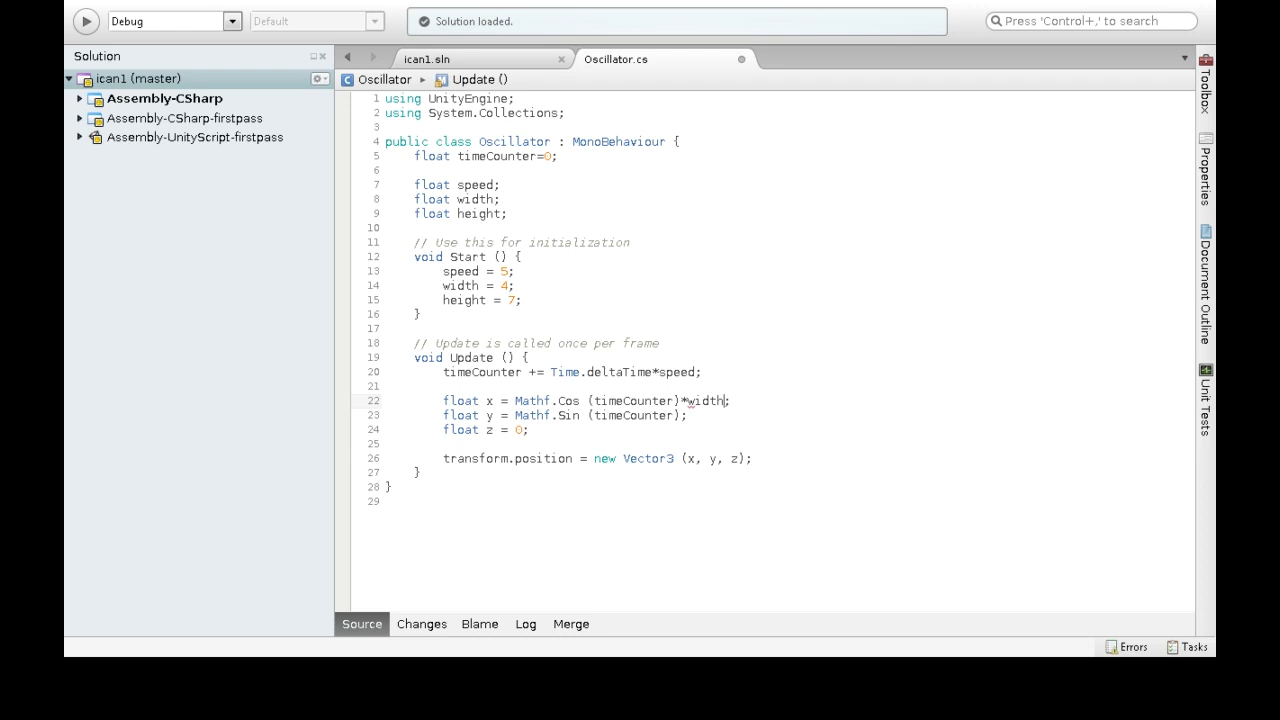 Debug
Default
Solution loaded.
Press 'Control+,' to search
Solution
ican1.sln
Oscillator.cs
ican1 (master)
Oscillator
Update ()
Assembly-CSharp
Assembly-CSharp-firstpass
Assembly-UnityScript-firstpass
1 using UnityEngine;
2 using System.Collections;
3
4 public class Oscillator : MonoBehaviour {
5 float timeCounter=0;
6
7 float speed;
8 float width;
9 float height;
10
11 // Use this for initialization
12 void Start () {
13 speed = 5;
14 width = 4;
15 height = 7;
16 }
17
18 // Update is called once per frame
19 void Update () {
20 timeCounter += Time.deltaTime*speed;
21
22 float x = Mathf.Cos (timeCounter)*width;
23 float y = Mathf.Sin (timeCounter);
24 float z = 0;
25
26 transform.position = new Vector3 (x, y, z);
27 }
28 }
29
Toolbox
Properties
Document Outline
Unit Tests
Source
Changes
Blame
Log
Merge
Errors
Tasks